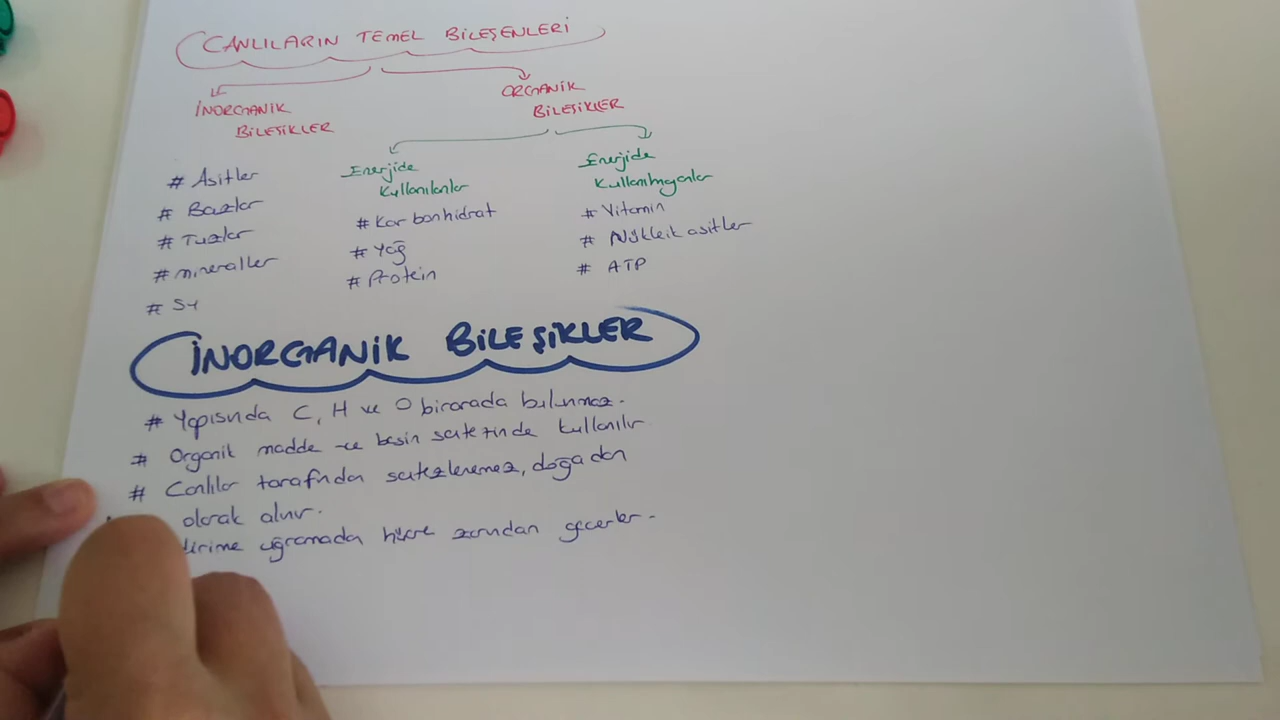 CANLILARIN TEMEL BİLEŞENLERİ
İNORGANİK
BİLEŞİKLER
# Asitler
# Bazlar
# Tuzlar
# mineraller
# Su
ORGANİK
BİLEŞİKLER
Enerjide
Kullanılanlar
# Karbonhidrat
# Yağ
# Protein
Enerjide
Kullanılmayanlar
# Vitamin
# Nükleik asitler
# ATP
İNORGANİK BİLEŞİKLER
# Yapısında C, H ve O birarada bulunmaz.
# Organik madde ve besin sentezinde kullanılır
# Canlılar tarafından sentezlenemez, doğadan
olarak alınır.
uğramadan hücre zarından geçerler.